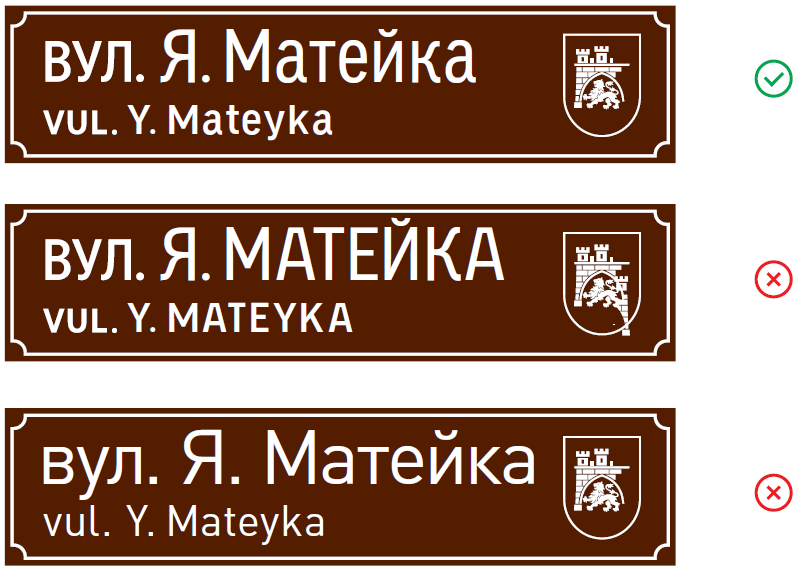 ВУЛ. Я. Матейка
VUL. Y. Mateyka
ВУЛ. Я. МАТЕЙКА
VUL. Y. MATEYKA
вул. Я. Матейка
vul. Y. Mateyka